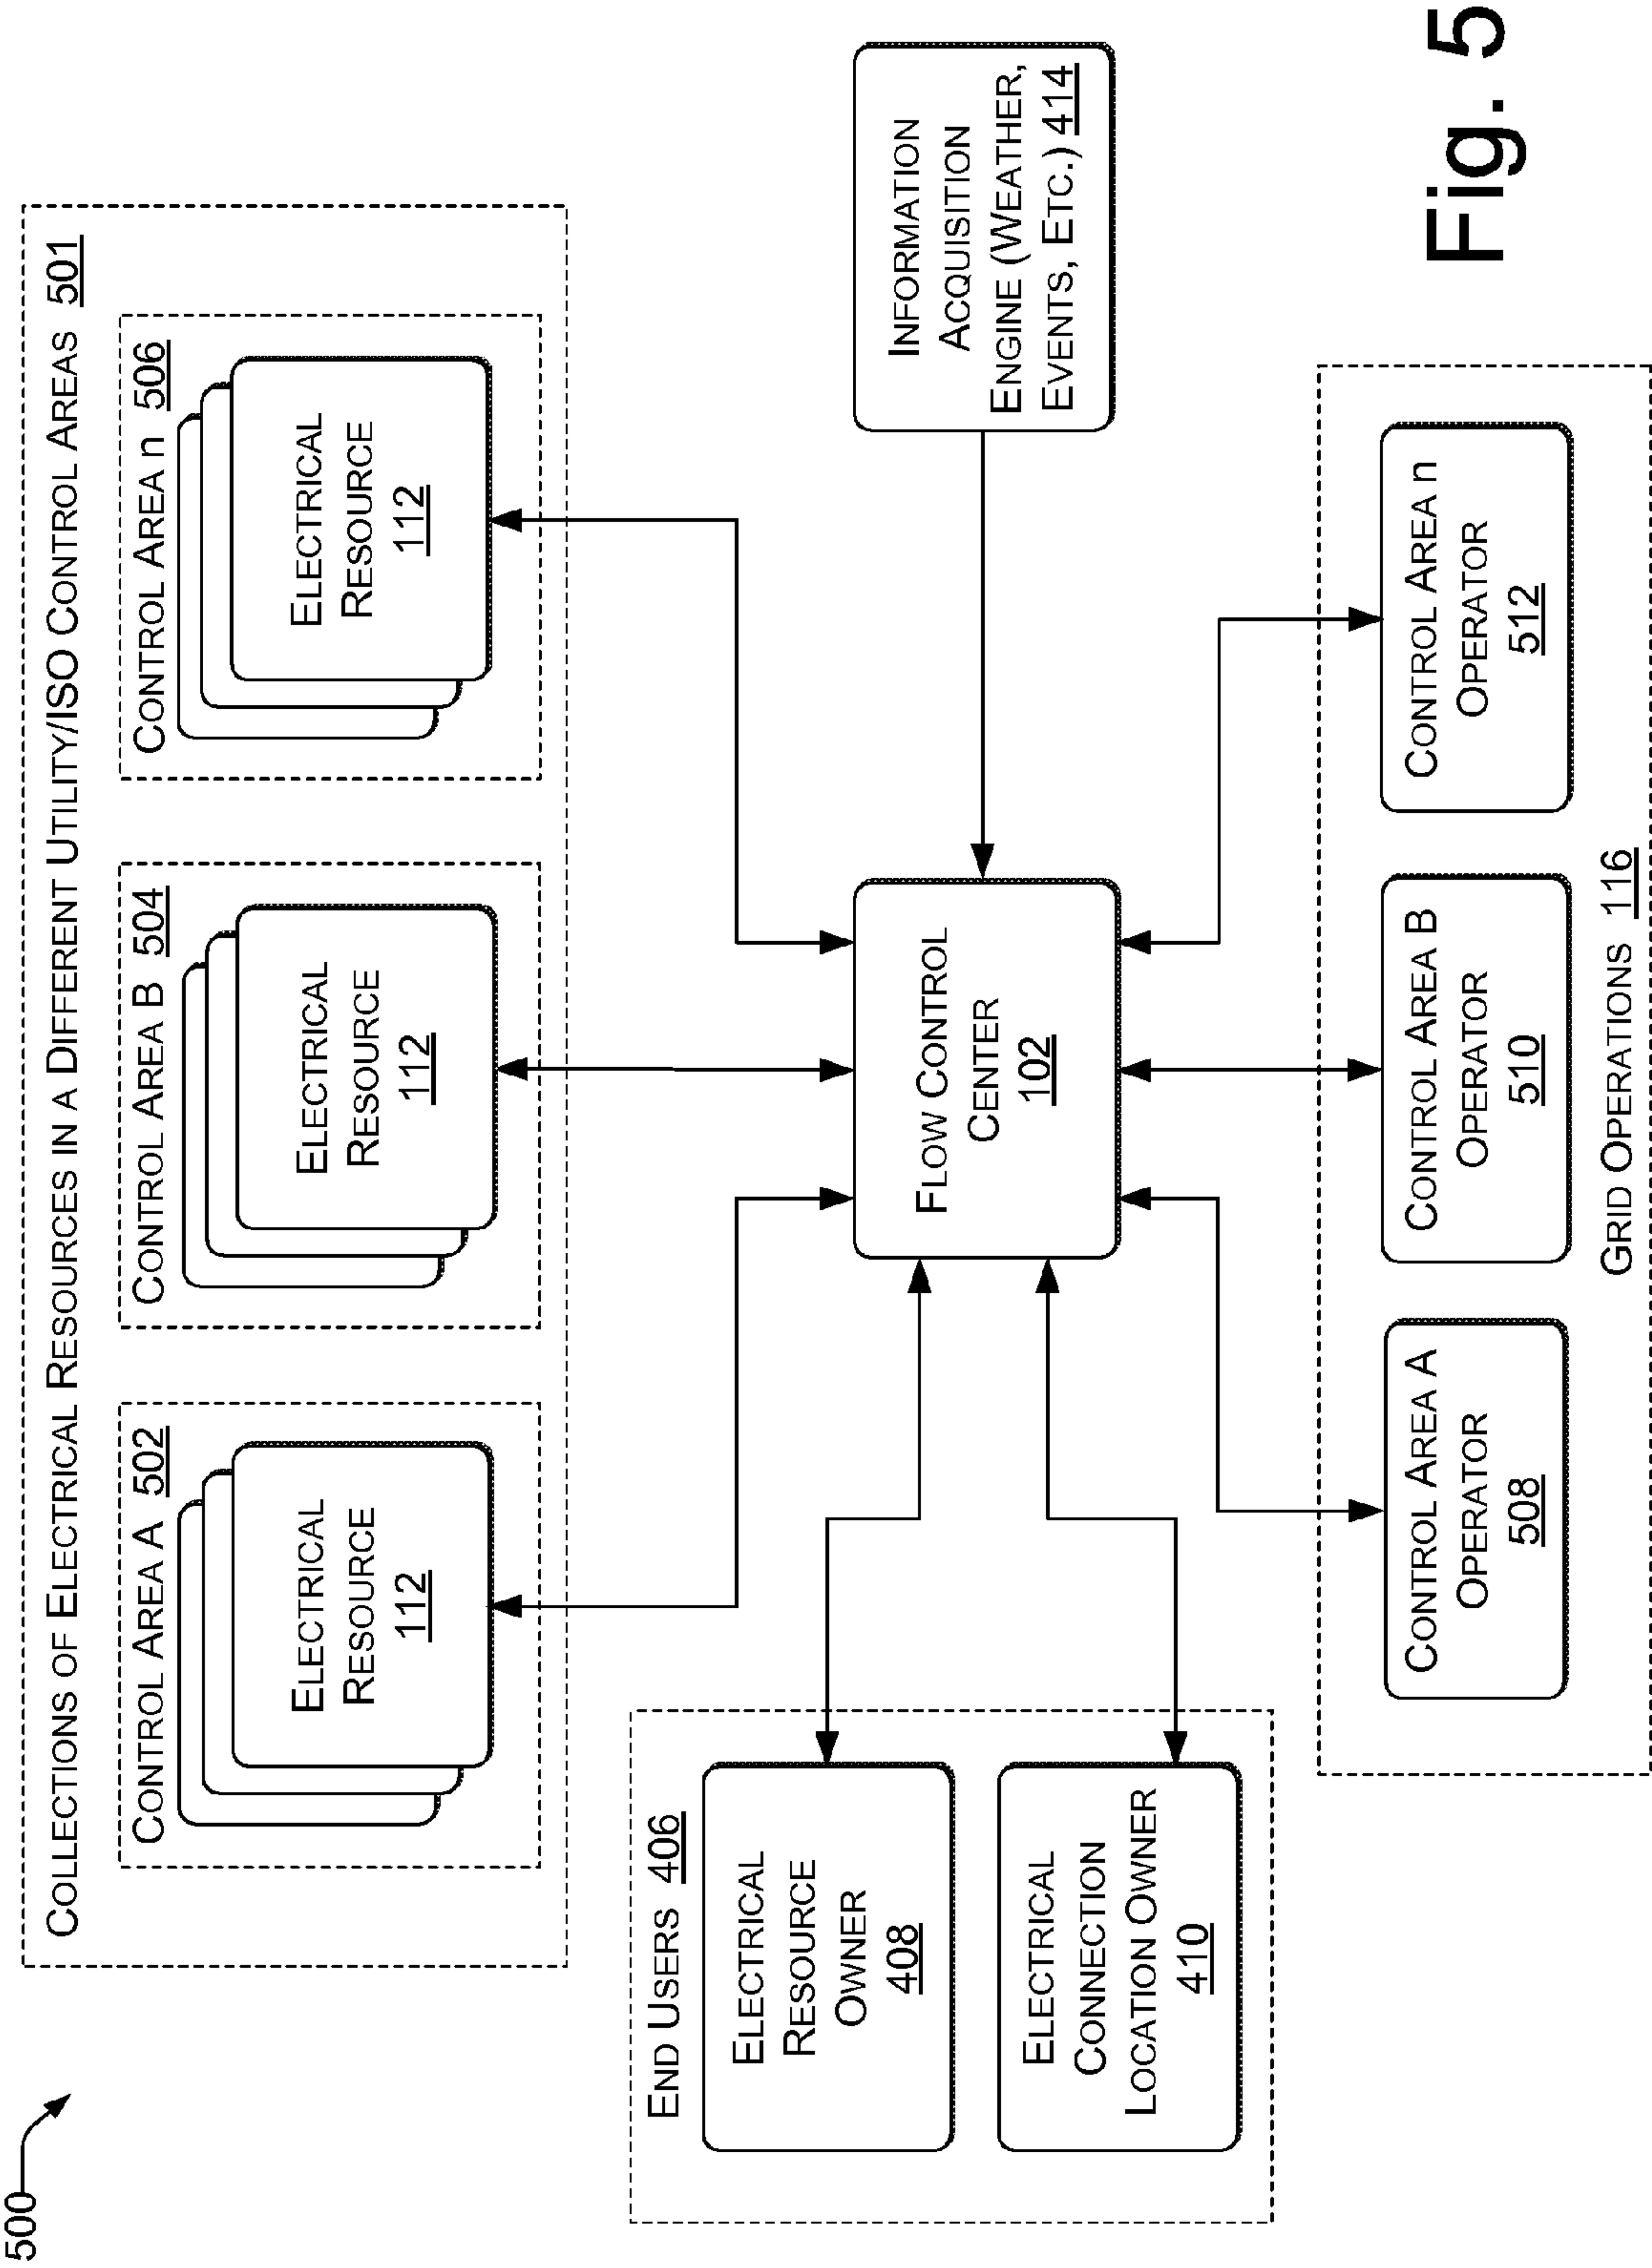 500
COLLECTIONS OF ELECTRICAL RESOURCES IN A DIFFERENT UTILITY/ISO CONTROL AREAS 501
CONTROL AREA A 502
ELECTRICAL
RESOURCE
112
CONTROL AREA B 504
ELECTRICAL
RESOURCE
112
CONTROL AREA n 506
ELECTRICAL
RESOURCE
112
END USERS 406
ELECTRICAL
RESOURCE
OWNER
408
ELECTRICAL
CONNECTION
LOCATION OWNER
410
FLOW CONTROL
CENTER
102
INFORMATION
ACQUISITION
ENGINE (WEATHER,
EVENTS, ETC.) 414
CONTROL AREA A
OPERATOR
508
CONTROL AREA B
OPERATOR
510
CONTROL AREA n
OPERATOR
512
GRID OPERATIONS 116
Fig. 5